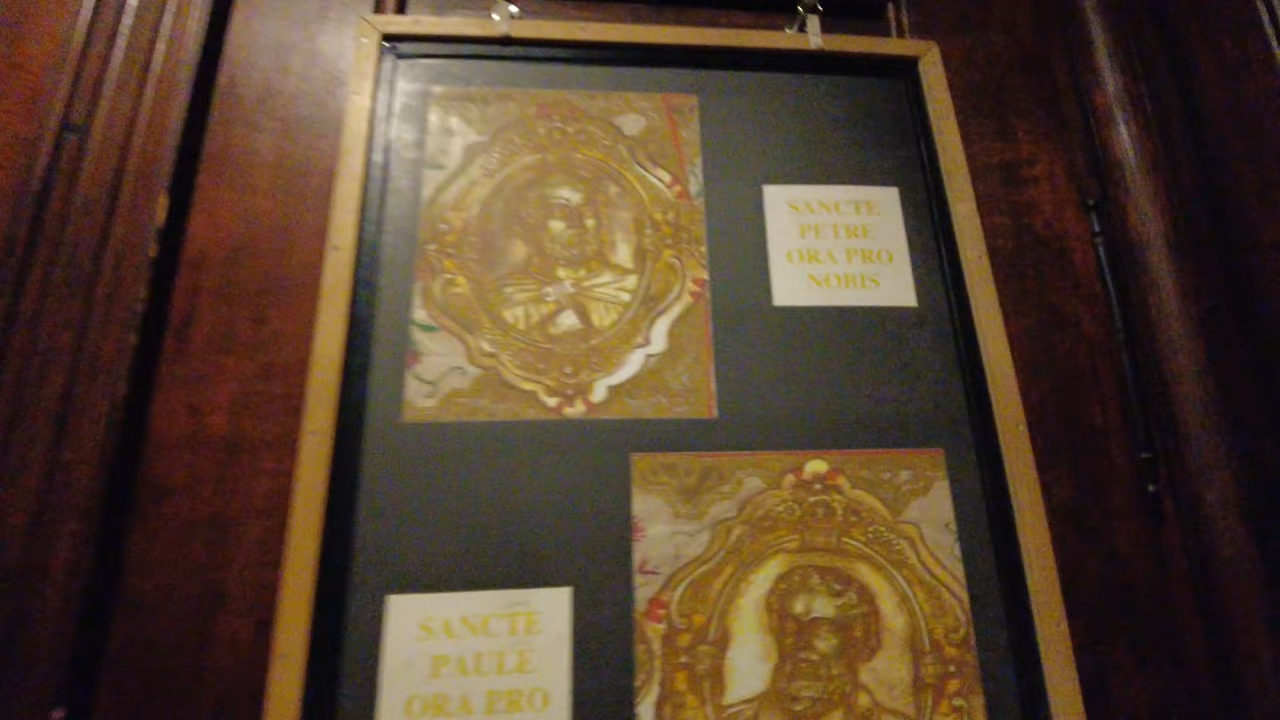 SANCTE
PETRE
ORA PRO
NOBIS
SANCTE
PAULE
ORA PRO